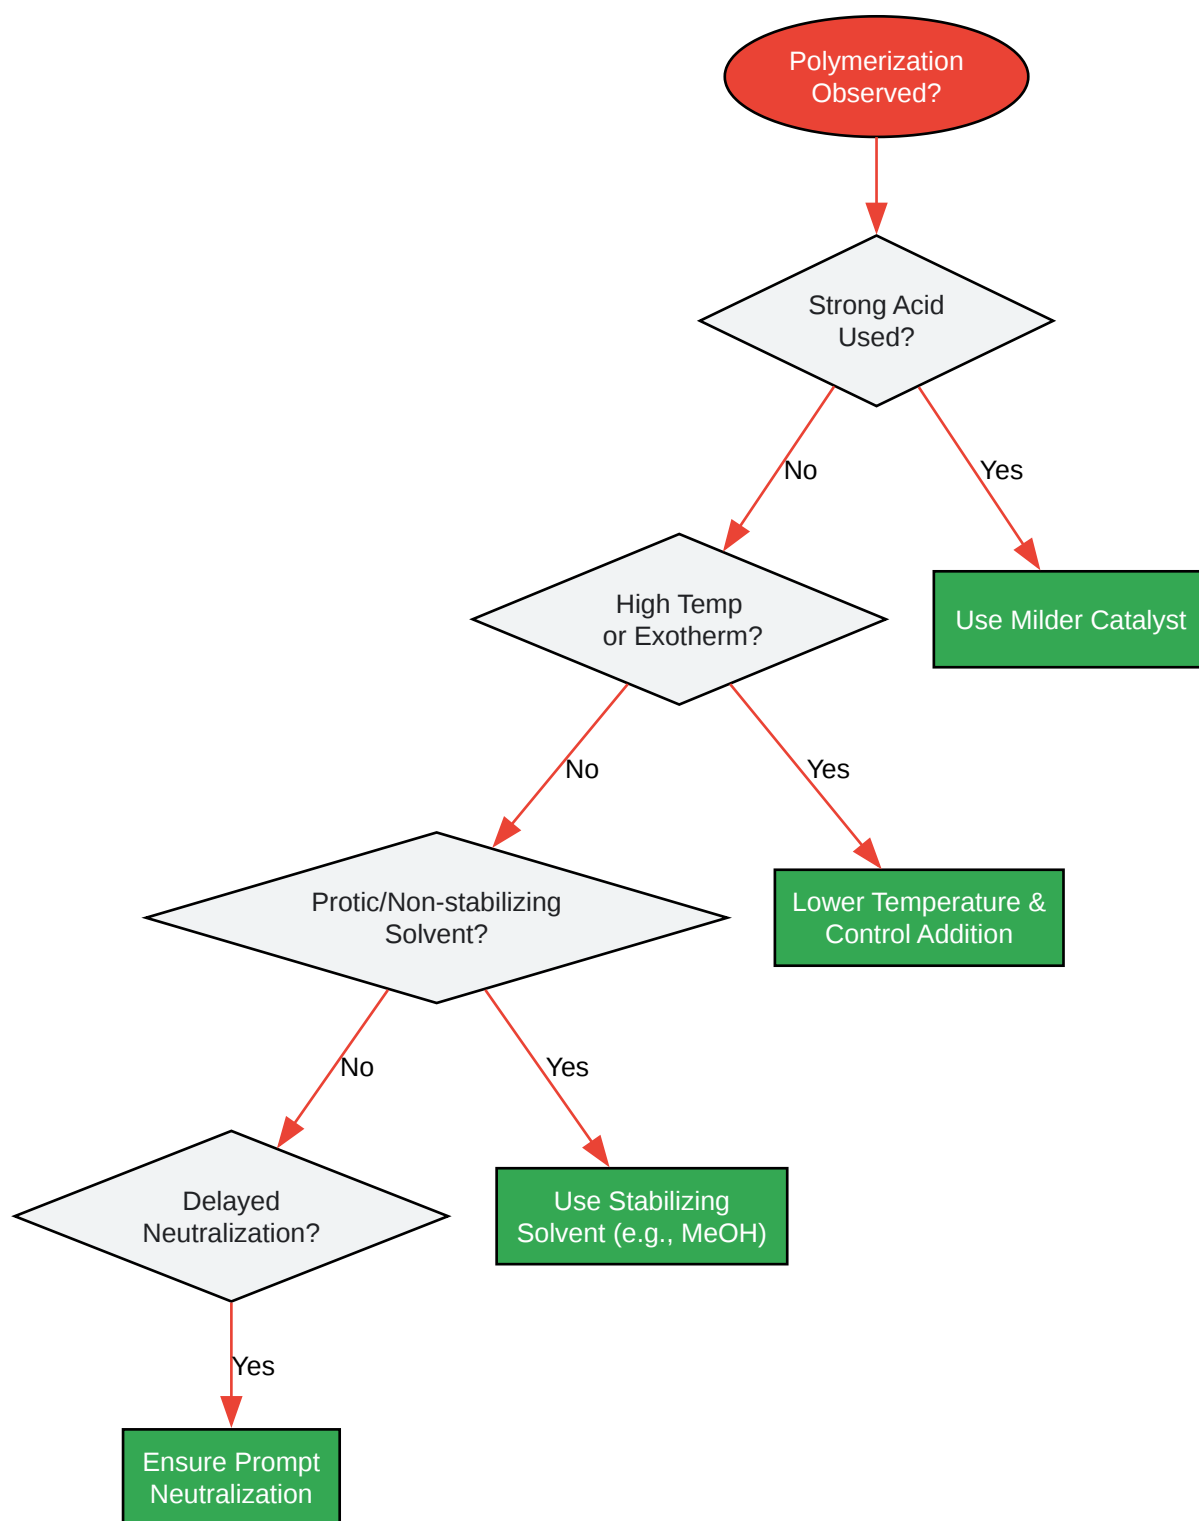 Polymerization
Observed?
Strong Acid
Used?
No
Yes
High Temp
or Exotherm?
Use Milder Catalyst
No
Yes
Protic/Non-stabilizing
Solvent?
Lower Temperature &
Control Addition
No
Yes
Delayed
Neutralization?
Use Stabilizing
Solvent (e.g., MeOH)
Yes
Ensure Prompt
Neutralization